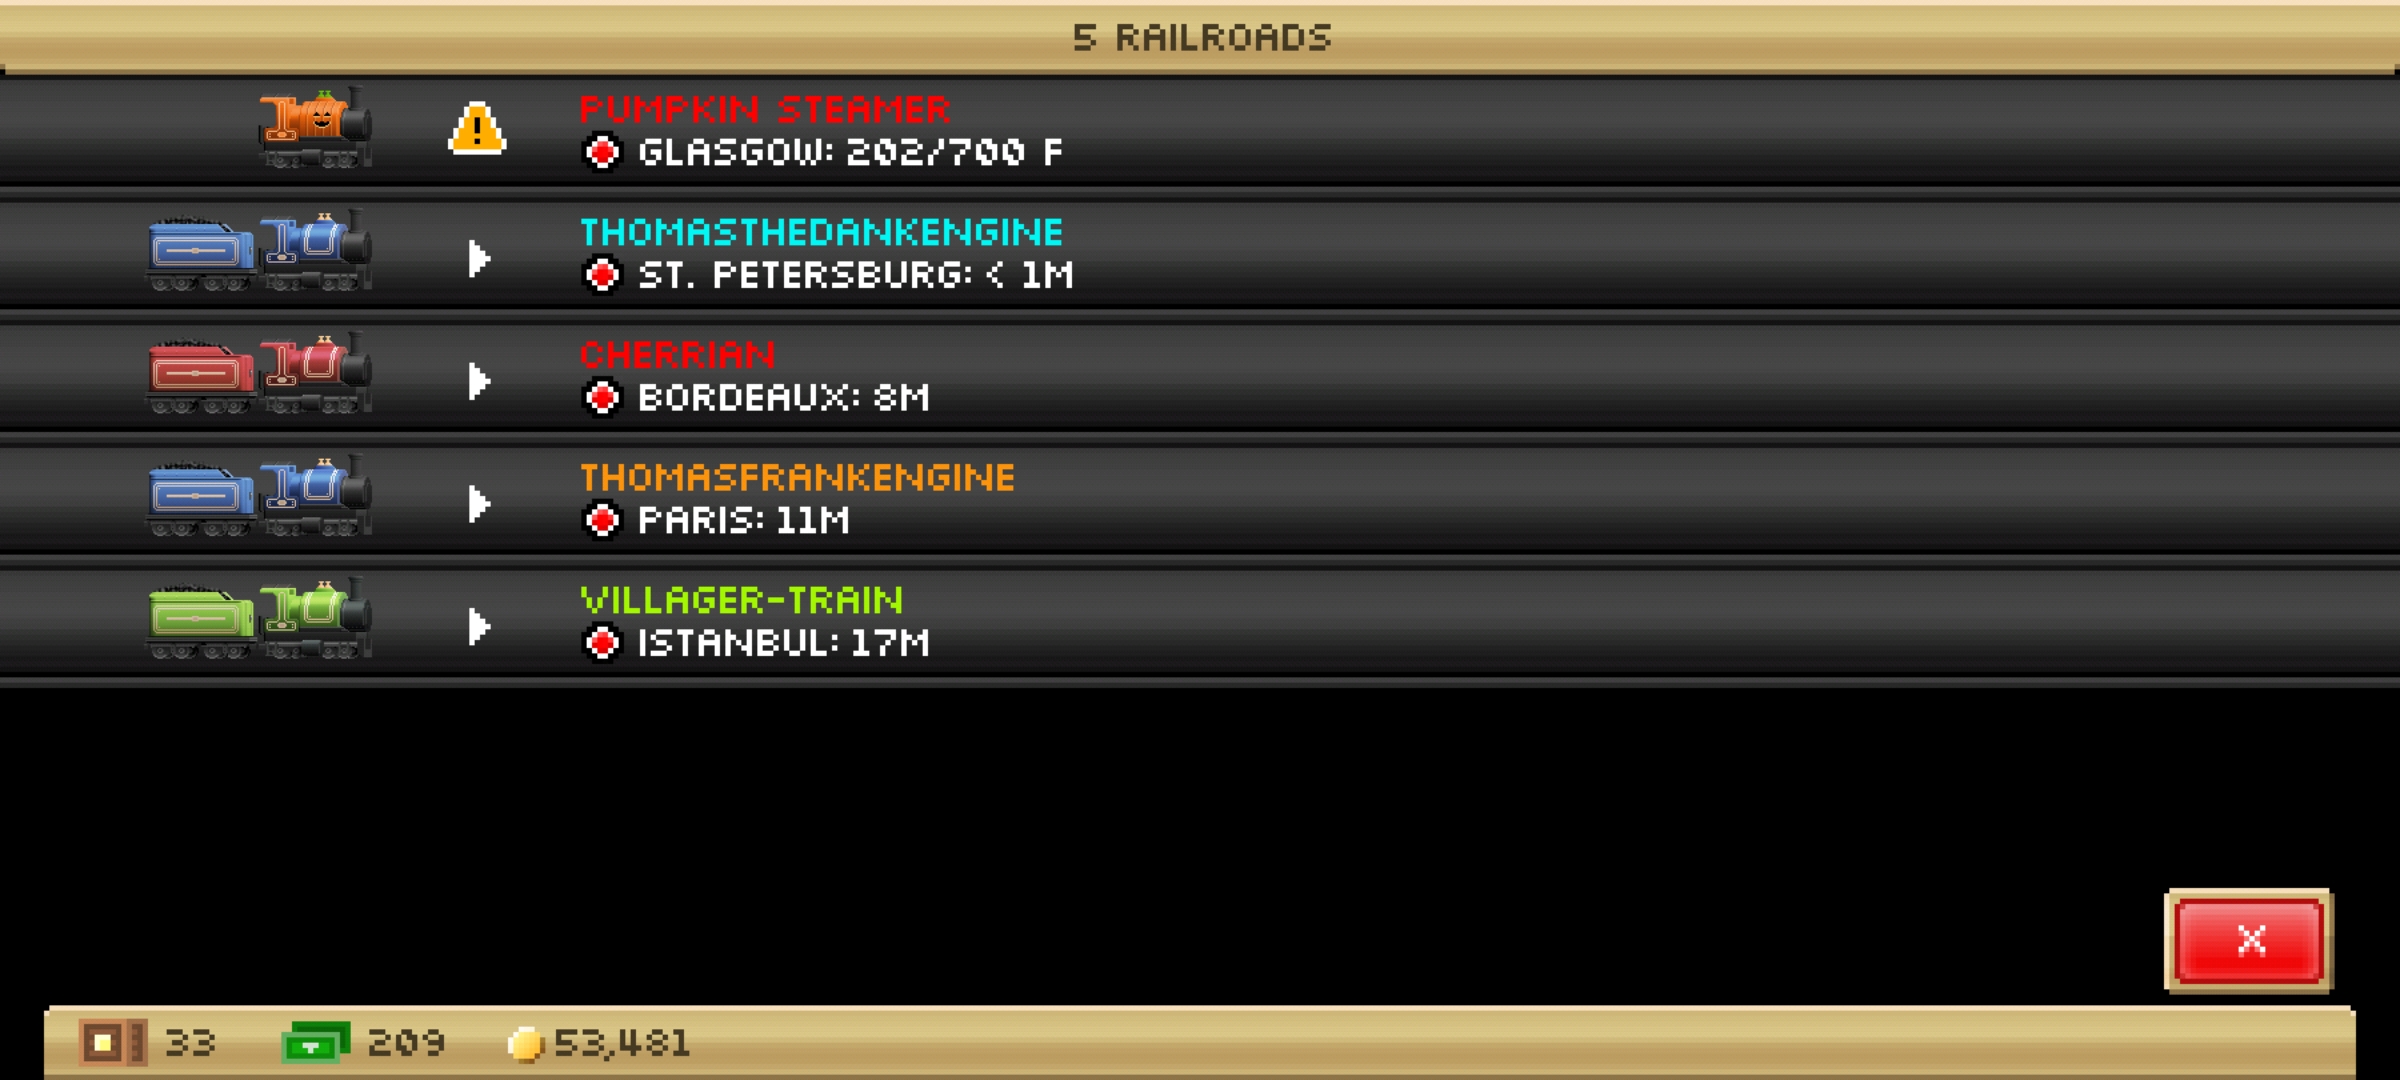 5 RAILROADS
PUMPKIN STEAMER
GLASGOW: 202/700 F
THOMASTHEDANKENGINE
ST. PETERSBURG: < 1M
CHERRIAN
BORDEAUX: 8M
THOMASFRANKENGINE
PARIS: 11M
VILLAGER-TRAIN
ISTANBUL: 17M
X
33 209 53,481